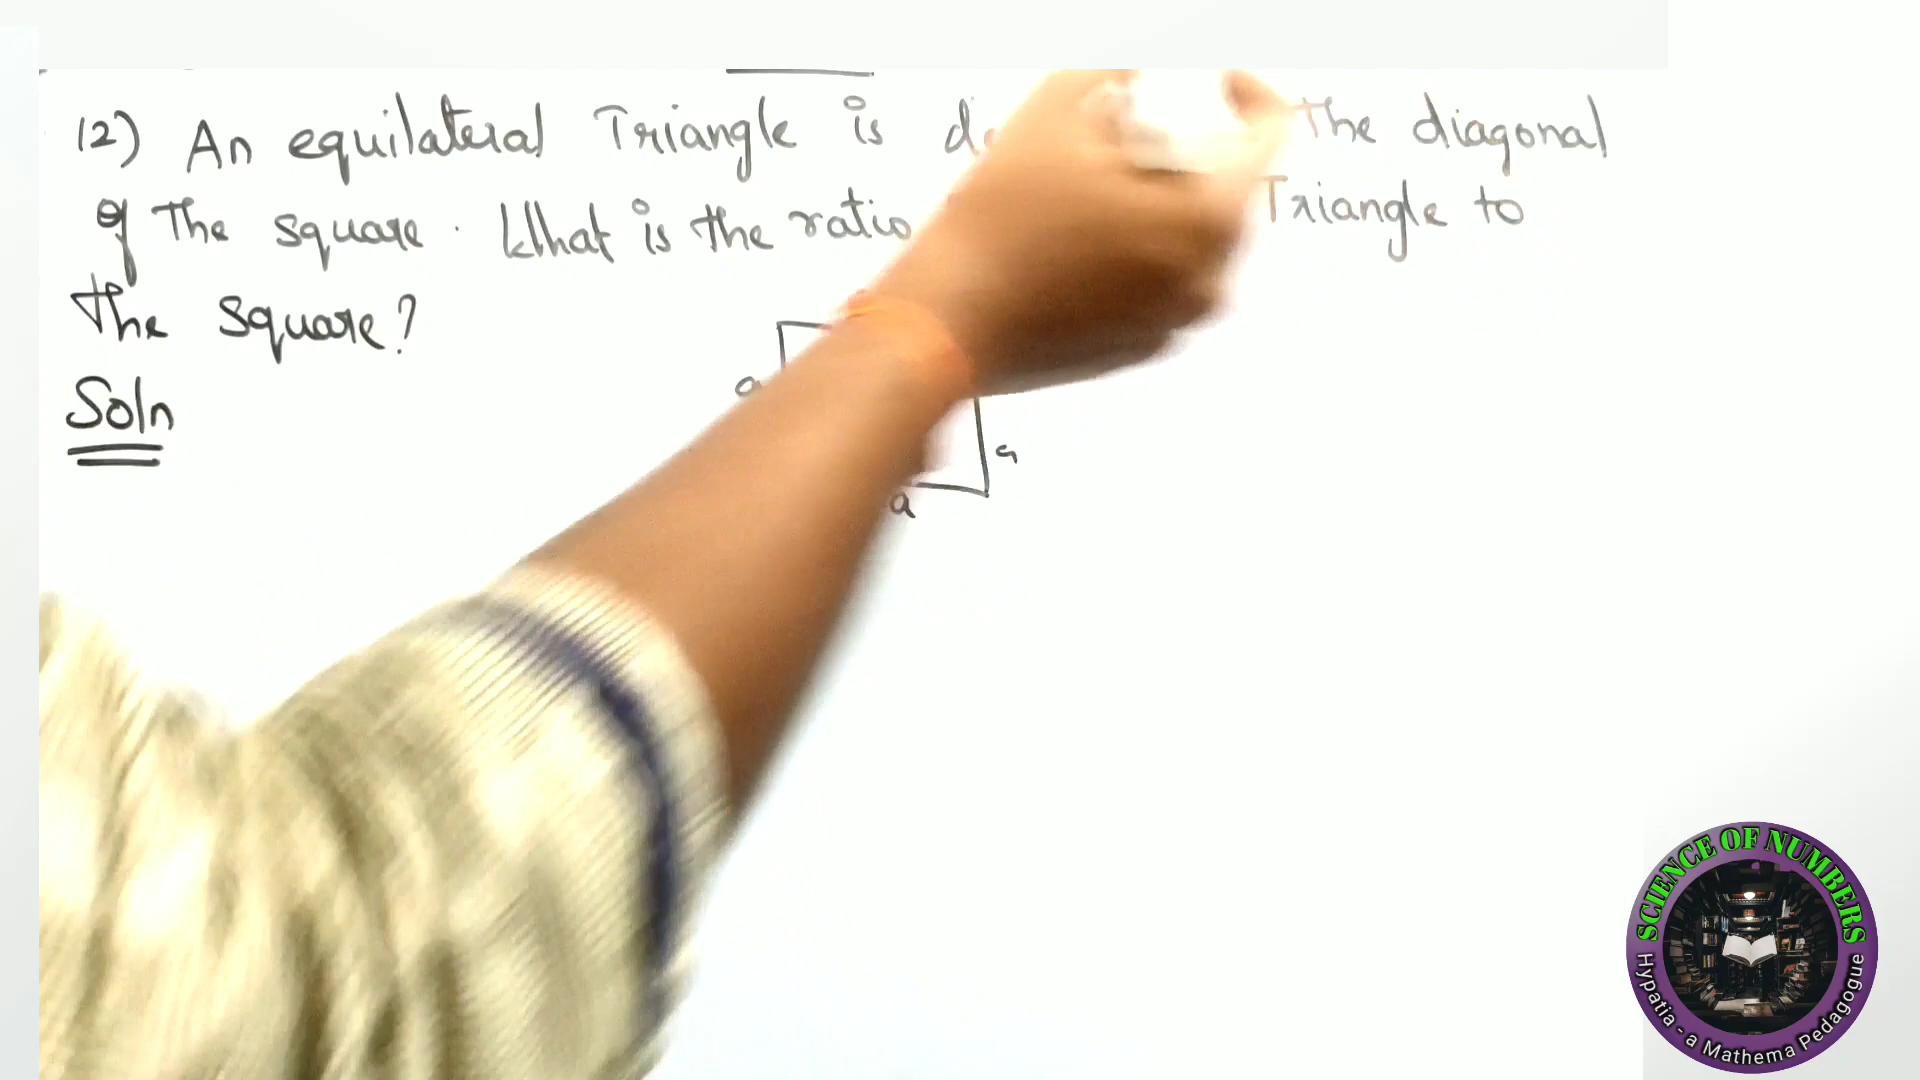 12) An equilateral Triangle is The diagonal
of The square. What is the ratio Triangle to
the square?
Soln
a
a
a
SCIENCE OF NUMBERS
Hypatia - a Mathema Pedagogue